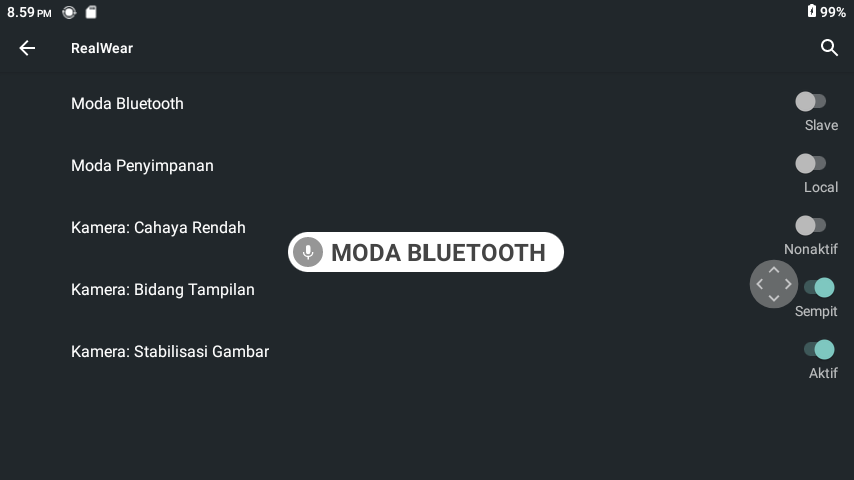 8.59 PM
99%
RealWear
Moda Bluetooth
Slave
Moda Penyimpanan
Local
Kamera: Cahaya Rendah
Nonaktif
MODA BLUETOOTH
Kamera: Bidang Tampilan
Sempit
Kamera: Stabilisasi Gambar
Aktif